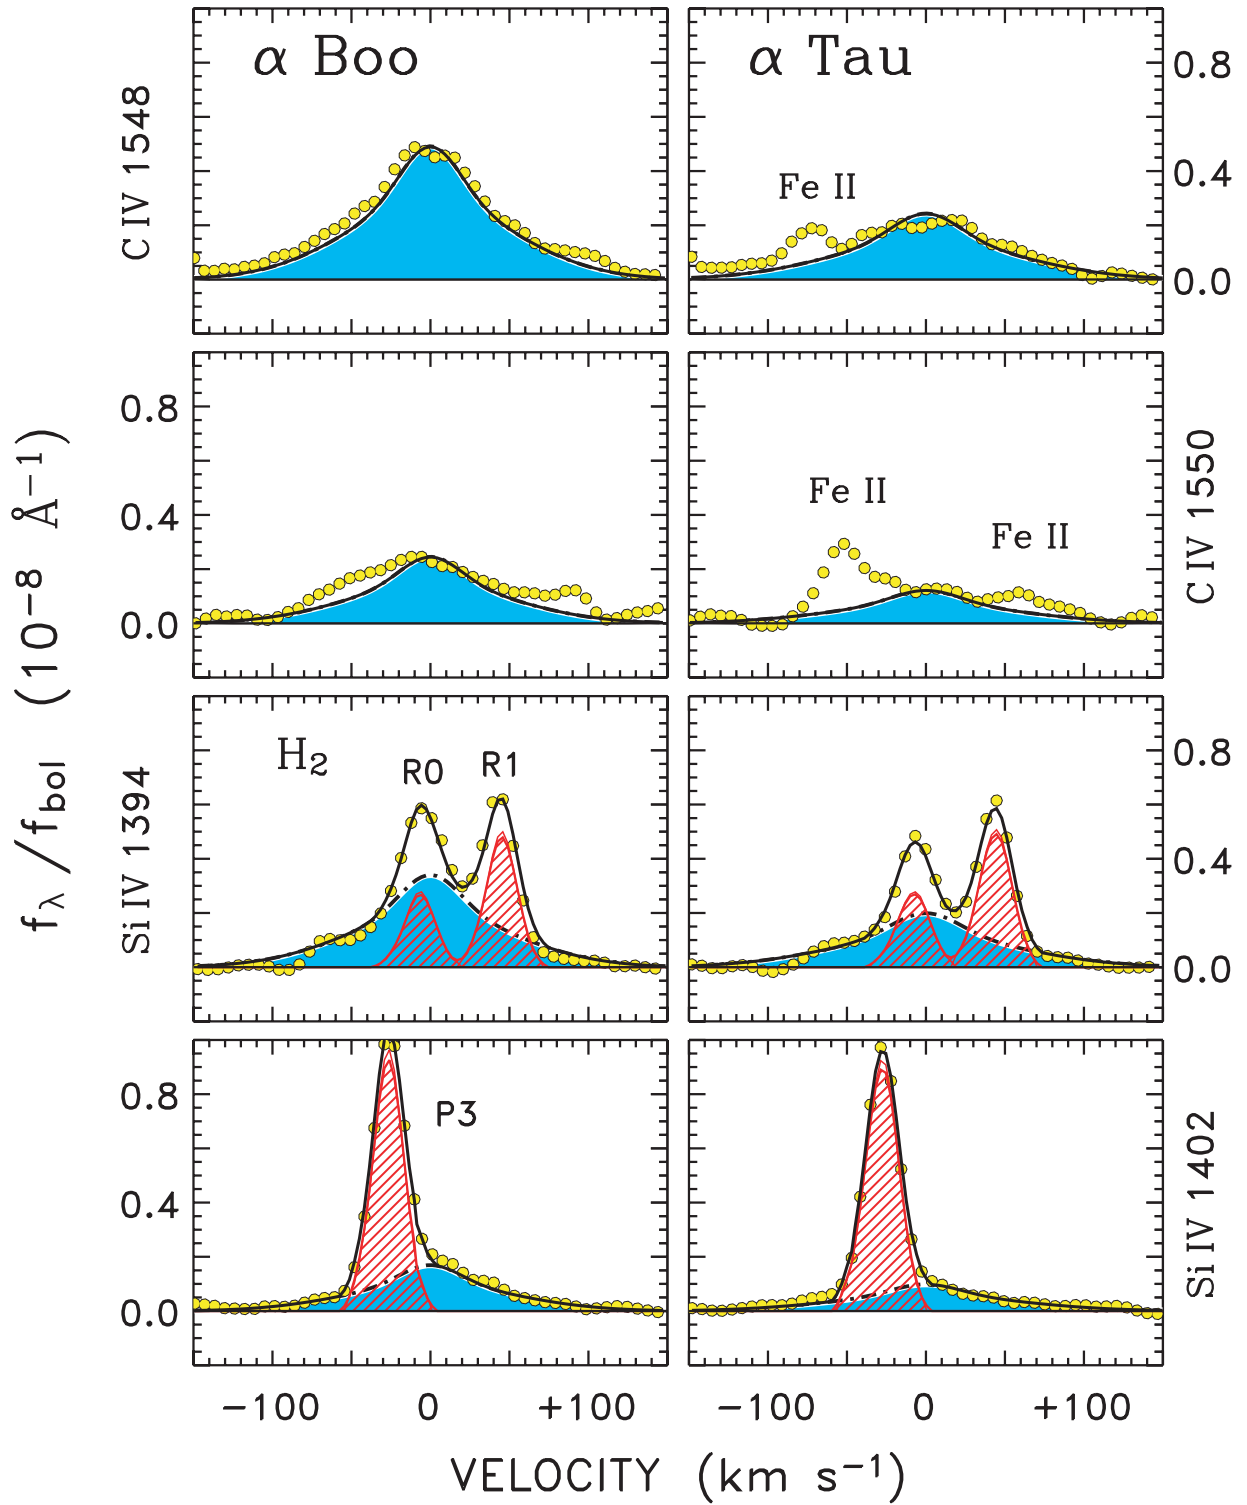 α Boo
α Tau
C IV 1548
Fe II
0.8
0.4
0.0
0.8
0.4
0.0
Fe II
Fe II
C IV 1550
f_λ/f_bol (10⁻⁸ Å⁻¹)
Si IV 1394
H₂
R0
R1
0.8
0.4
0.0
0.8
0.4
0.0
P3
Si IV 1402
-100 0 +100
-100 0 +100
VELOCITY (km s⁻¹)